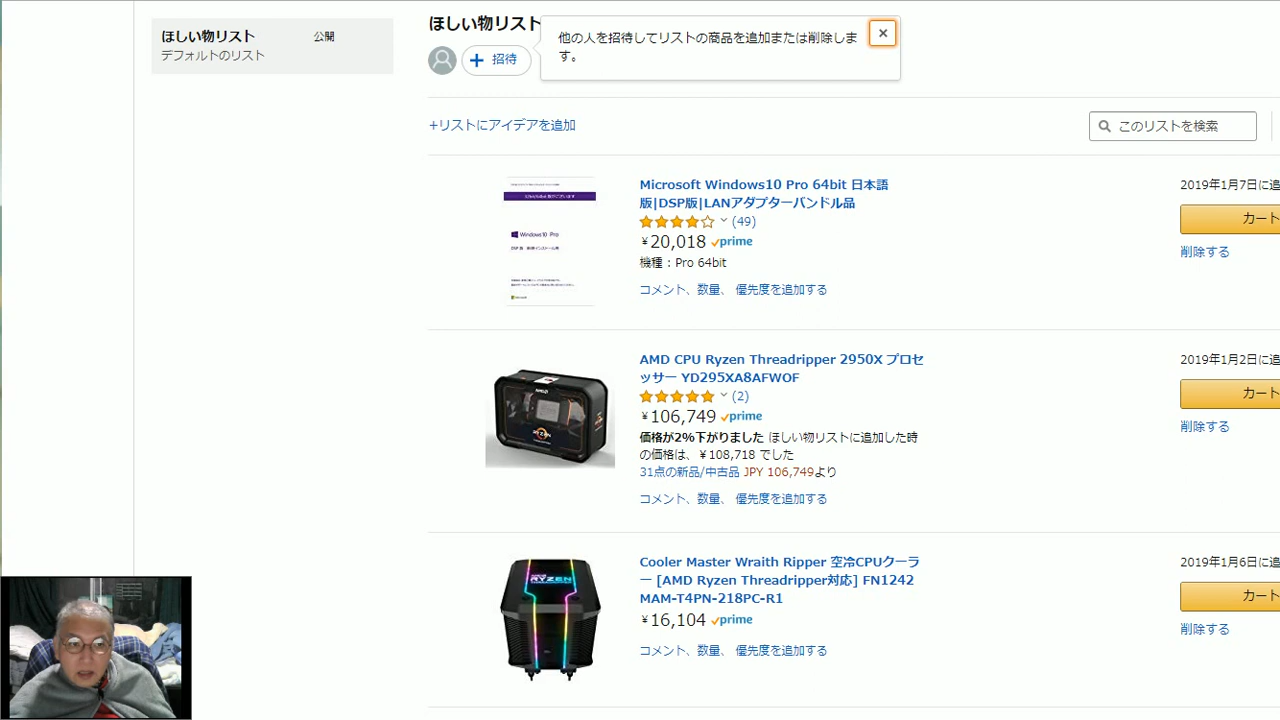 ほしい物リスト 公開
デフォルトのリスト
ほしい物リスト
招待
他の人を招待してリストの商品を追加または削除しま
す。
+リストにアイデアを追加
このリストを検索
Windows10 Pro
Microsoft
Microsoft Windows10 Pro 64bit 日本語
版|DSP版|LANアダプターバンドル品
(49)
￥20,018 prime
機種 : Pro 64bit
コメント、数量、 優先度を追加する
2019年1月7日に追
カート
削除する
RYZEN
AMD CPU Ryzen Threadripper 2950X プロセ
ッサー YD295XA8AFWOF
(2)
￥106,749 prime
価格が2%下がりました ほしい物リストに追加した時
の価格は、￥108,718 でした
31点の新品/中古品 JPY 106,749より
コメント、数量、 優先度を追加する
2019年1月2日に追
カート
削除する
RYZEN
Cooler Master Wraith Ripper 空冷CPUクーラ
ー [AMD Ryzen Threadripper対応] FN1242
MAM-T4PN-218PC-R1
￥16,104 prime
コメント、数量、 優先度を追加する
2019年1月6日に追
カート
削除する